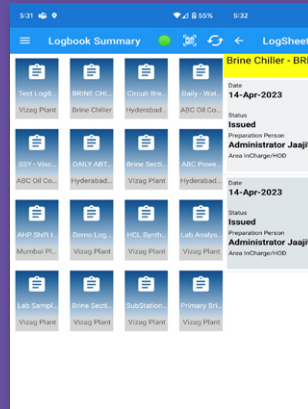 5:31
55%
Logbook Summary
Test LogB...
BRINE CHI...
Circuit Bre...
Daily - Wat...
Vizag Plant
Brine Chiller
Hyderabad...
ABC Oil Co...
SSY - Visc...
DAILY ABT...
Brine Secti...
ABC Powe...
ABC Oil Co...
Hyderabad...
Vizag Plant
Hyderabad...
AHP Shift I...
Demo Log...
HCL Synth...
Lab Analys...
Mumbai Pl...
Vizag Plant
Vizag Plant
Vizag Plant
Lab Sampl...
Brine Secti...
SubStation...
Primary Bri...
Vizag Plant
Vizag Plant
Vizag Plant
Vizag Plant
5:32
LogSheet
Brine Chiller - BRI
Date
14-Apr-2023
Status
Issued
Preparation Person
Administrator Jaaji
Area InCharge/HOD
Date
14-Apr-2023
Status
Issued
Preparation Person
Administrator Jaaji
Area InCharge/HOD